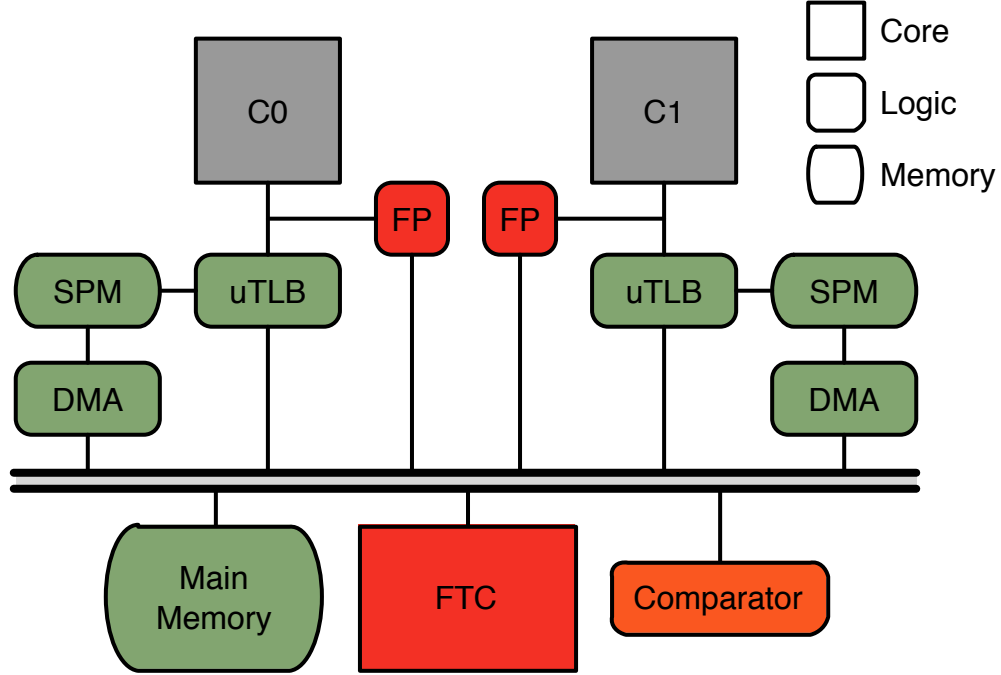 Core
C0
C1
Logic
Memory
FP
FP
SPM
uTLB
uTLB
SPM
DMA
DMA
Main
Memory
FTC
Comparator